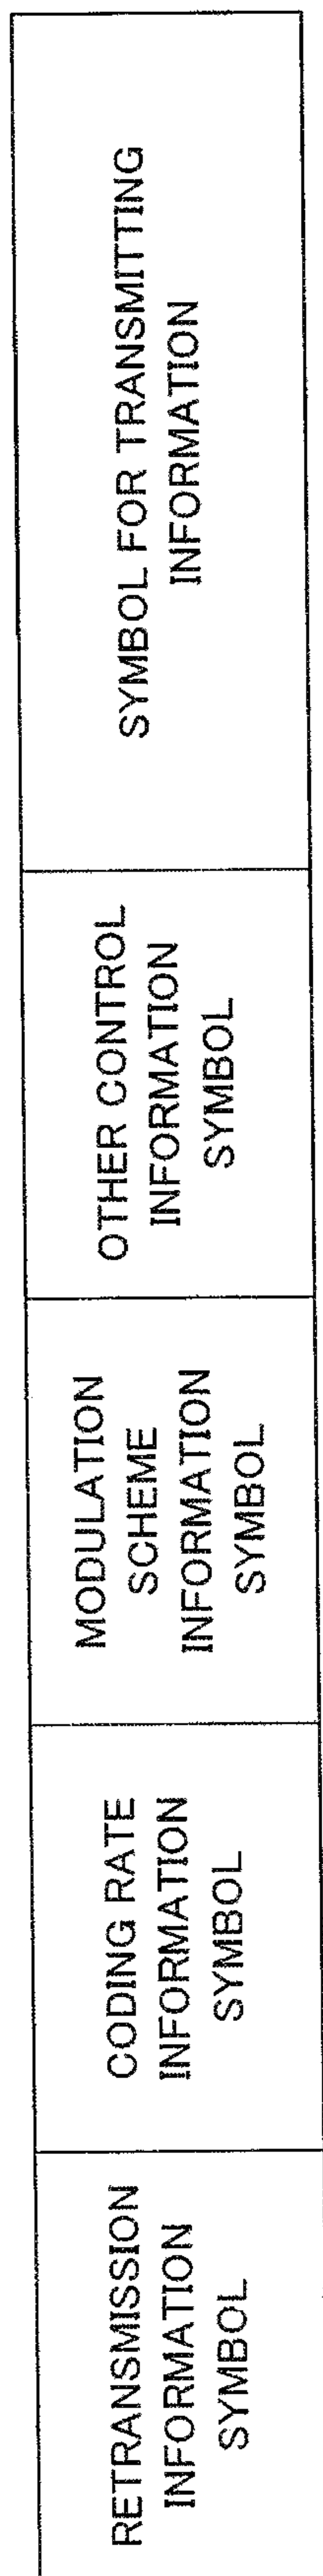 RETRANSMISSION
INFORMATION
SYMBOL
CODING RATE
INFORMATION
SYMBOL
MODULATION
SCHEME
INFORMATION
SYMBOL
OTHER CONTROL
INFORMATION
SYMBOL
SYMBOL FOR TRANSMITTING
INFORMATION